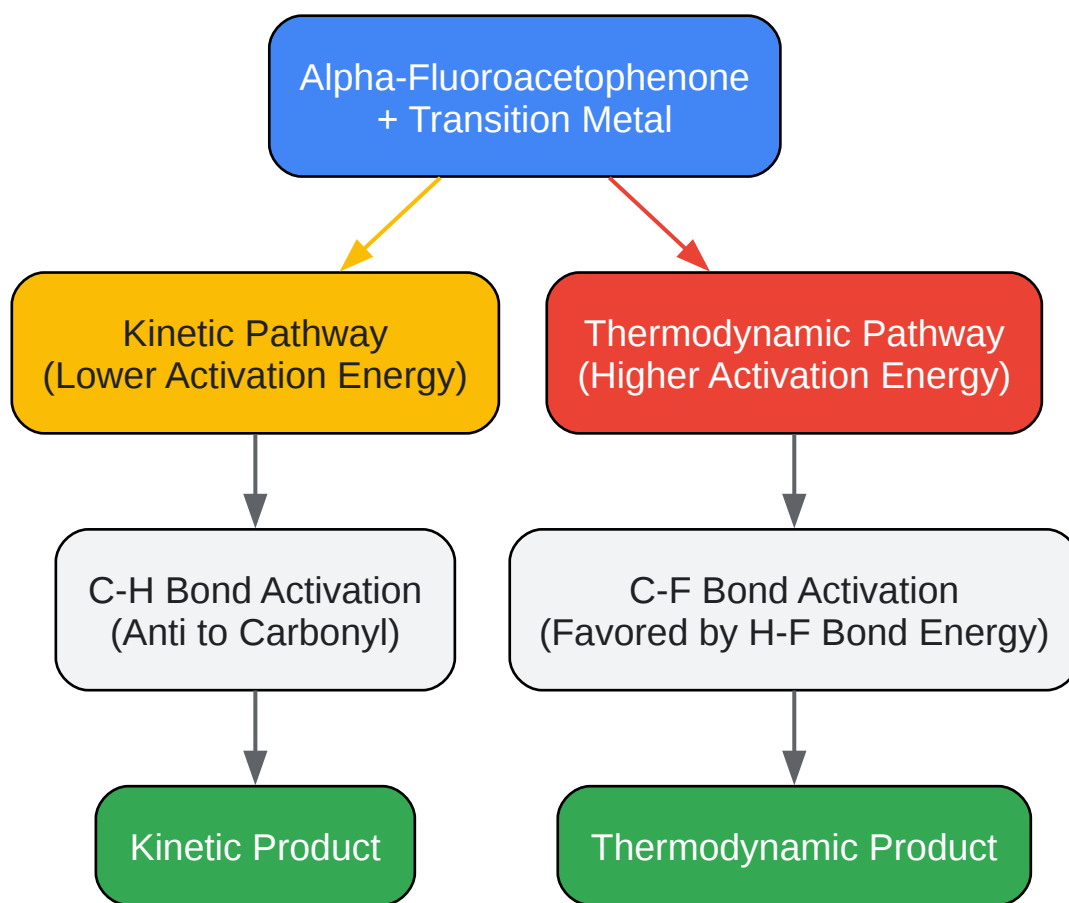 Alpha-Fluoroacetophenone
+ Transition Metal
Kinetic Pathway
(Lower Activation Energy)
Thermodynamic Pathway
(Higher Activation Energy)
C-H Bond Activation
(Anti to Carbonyl)
C-F Bond Activation
(Favored by H-F Bond Energy)
Kinetic Product
Thermodynamic Product